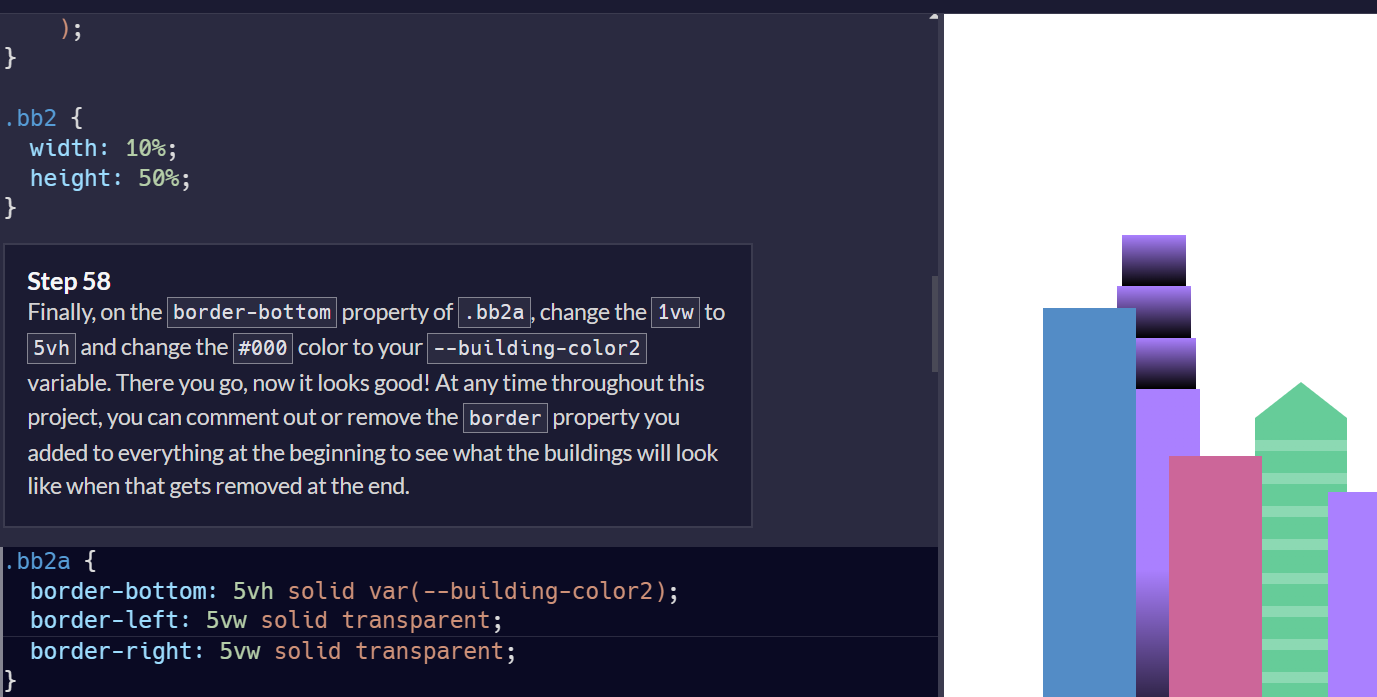 );
}
.bb2 {
width: 10%;
height: 50%;
}
Step 58
Finally, on the border-bottom property of .bb2a, change the 1vw to
5vh and change the #000 color to your --building-color2
variable. There you go, now it looks good! At any time throughout this
project, you can comment out or remove the border property you
added to everything at the beginning to see what the buildings will look
like when that gets removed at the end.
.bb2a {
border-bottom: 5vh solid var(--building-color2);
border-left: 5vw solid transparent;
border-right: 5vw solid transparent;
}